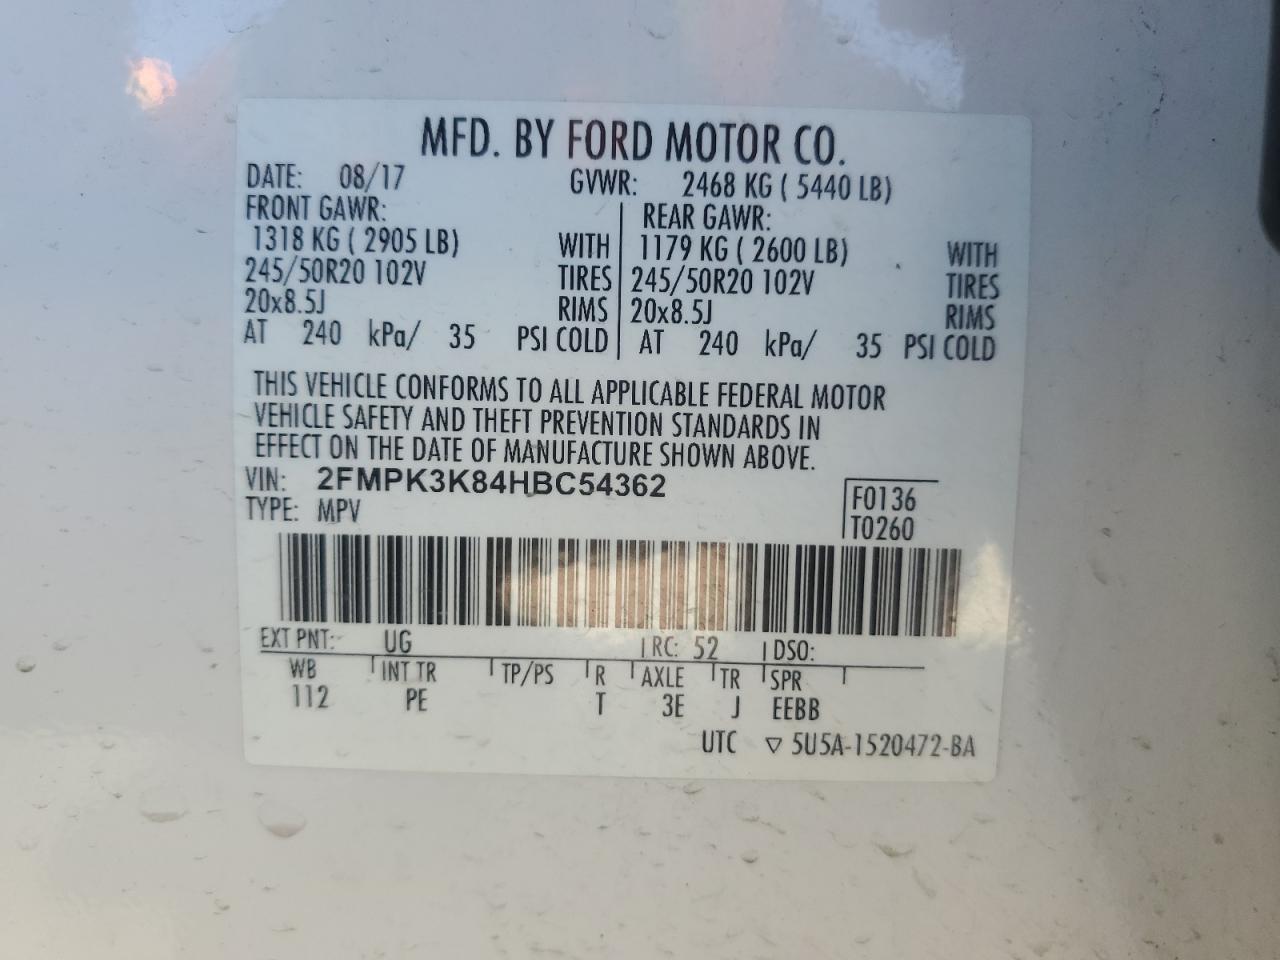 MFD. BY FORD MOTOR CO.
DATE: 08/17 GVWR: 2468 KG ( 5440 LB)
FRONT GAWR: REAR GAWR:
1318 KG ( 2905 LB) WITH 1179 KG ( 2600 LB) WITH
245/50R20 102V TIRES 245/50R20 102V TIRES
20x8.5J RIMS 20x8.5J RIMS
AT 240 kPa/ 35 PSI COLD AT 240 kPa/ 35 PSI COLD
THIS VEHICLE CONFORMS TO ALL APPLICABLE FEDERAL MOTOR
VEHICLE SAFETY AND THEFT PREVENTION STANDARDS IN
EFFECT ON THE DATE OF MANUFACTURE SHOWN ABOVE.
VIN: 2FMPK3K84HBC54362
TYPE: MPV
F0136
T0260
EXT PNT: UG RC: 52 DSO:
WB INT TR TP/PS R AXLE TR SPR
112 PE T 3E J EEBB
UTC ▽ 5U5A-1520472-BA